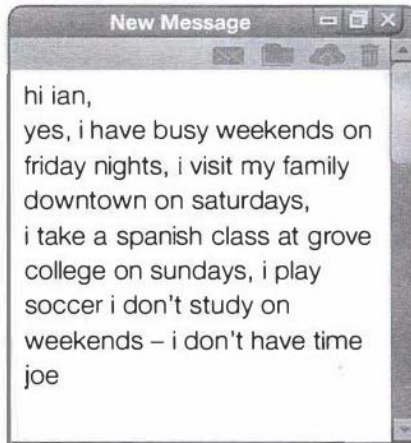 New Message
hi ian,
yes, i have busy weekends on
friday nights, i visit my family
downtown on saturdays,
i take a spanish class at grove
college on sundays, i play
soccer i don't study on
weekends – i don't have time
joe